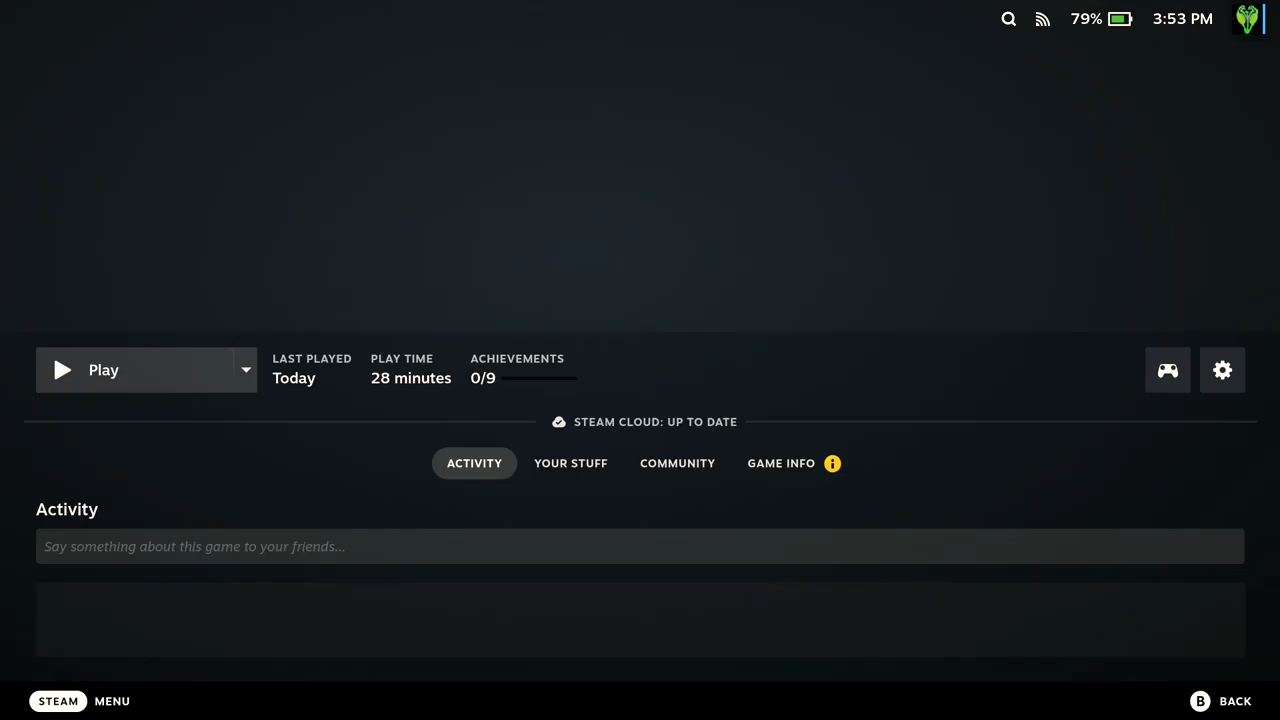 79% 3:53 PM
Play
LAST PLAYED
Today
PLAY TIME
28 minutes
ACHIEVEMENTS
0/9
STEAM CLOUD: UP TO DATE
ACTIVITY YOUR STUFF COMMUNITY GAME INFO
Activity
Say something about this game to your friends...
STEAM MENU
B BACK